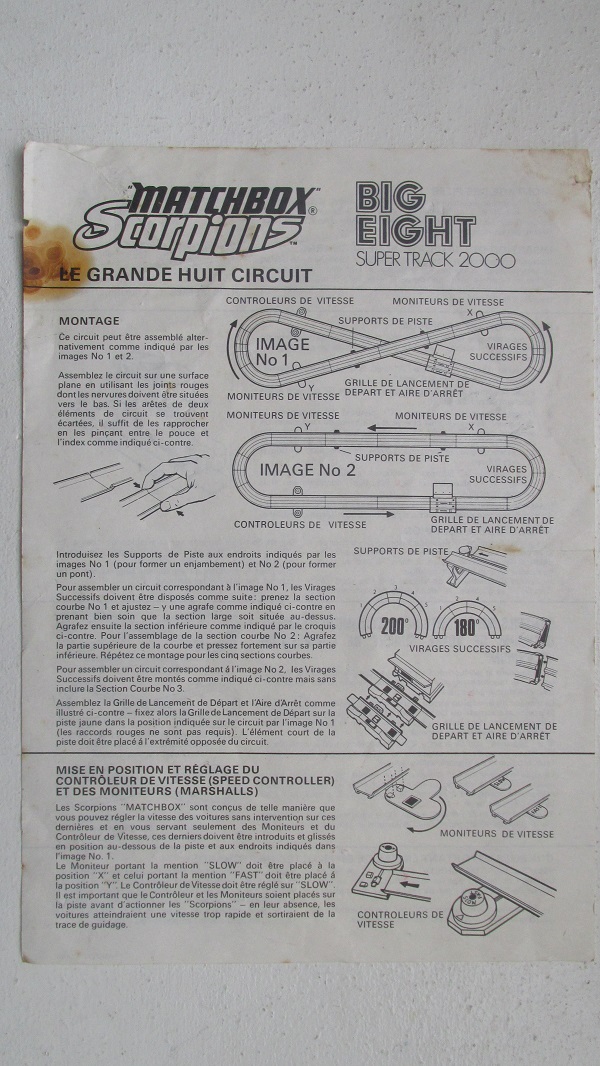 "MATCHBOX"®
Scorpions™
BIG
EIGHT
SUPER TRACK 2000
LE GRANDE HUIT CIRCUIT
MONTAGE
Ce circuit peut être assemblé alter-
nativement comme indiqué par les
images No 1 et 2.
Assemblez le circuit sur une surface
plane en utilisant les joints rouges
dont les nervures doivent être situées
vers le bas. Si les arêtes de deux
éléments de circuit se trouvent
écartées, il suffit de les rapprocher
en les pinçant entre le pouce et
l'index comme indiqué ci-contre.
CONTROLEURS DE VITESSE
MONITEURS DE VITESSE
X
SUPPORTS DE PISTE
IMAGE
No 1
VIRAGES
SUCCESSIFS
Y
MONITEURS DE VITESSE
GRILLE DE LANCEMENT DE
DEPART ET AIRE D'ARRÊT
MONITEURS DE VITESSE
Y
MONITEURS DE VITESSE
X
SUPPORTS DE PISTE
IMAGE No 2
VIRAGES
SUCCESSIFS
CONTROLEURS DE VITESSE
GRILLE DE LANCEMENT DE
DEPART ET AIRE D'ARRÊT
Introduisez les Supports de Piste aux endroits indiqués par les
images No 1 (pour former un enjambement) et No 2 (pour former
un pont).
Pour assembler un circuit correspondant à l'image No 1, les Virages
Successifs doivent être disposés comme suite: prenez la section
courbe No 1 et ajustez – y une agrafe comme indiqué ci-contre en
prenant bien soin que la section large soit située au-dessus.
Agrafez ensuite la section inférieure comme indiqué par le croquis
ci-contre. Pour l'assemblage de la section courbe No 2: Agrafez
la partie supérieure de la courbe et pressez fortement sur sa partie
inférieure. Répétez ce montage pour les cinq sections courbes.
Pour assembler un circuit correspondant á l'image No 2, les Virages
Successifs doivent être montés comme indiqué ci-contre mais sans
inclure la Section Courbe No 3.
Assemblez la Grille de Lancement de Départ et l'Aire d'Arrêt comme
illustré ci-contre – fixez alors la Grille de Lancement de Départ sur la
piste jaune dans la position indiquée sur le circuit par l'image No 1
(les raccords rouges ne sont pas requis). L'élément court de la
piste doit être placé à l'extrémité opposée du circuit.
SUPPORTS DE PISTE
1 2 3 4 5
200°
1 2 4 5
180°
VIRAGES SUCCESSIFS
GRILLE DE LANCEMENT DE
DEPART ET AIRE D'ARRÊT
MISE EN POSITION ET RÉGLAGE DU
CONTRÔLEUR DE VITESSE (SPEED CONTROLLER)
ET DES MONITEURS (MARSHALLS)
Les Scorpions "MATCHBOX" sont conçus de telle manière que
vous pouvez régler la vitesse des voitures sans intervention sur ces
dernières et en vous servant seulement des Moniteurs et du
Contrôleur de Vitesse, ces derniers doivent être introduits et glissés
en position au-dessous de la piste et aux endroits indiqués dans
l'image No. 1.
Le Moniteur portant la mention "SLOW" doit être placé à la
position "X" et celui portant la mention "FAST" doit être placé á
la position "Y". Le Contrôleur de Vitesse doit être réglé sur "SLOW".
Il est important que le Contrôleur et les Moniteurs soient placés sur
la piste avant d'actionner les "Scorpions" – en leur absence, les
voitures atteindraient une vitesse trop rapide et sortiraient de la
trace de guidage.
MONITEURS DE VITESSE
CONTROLEURS DE
VITESSE